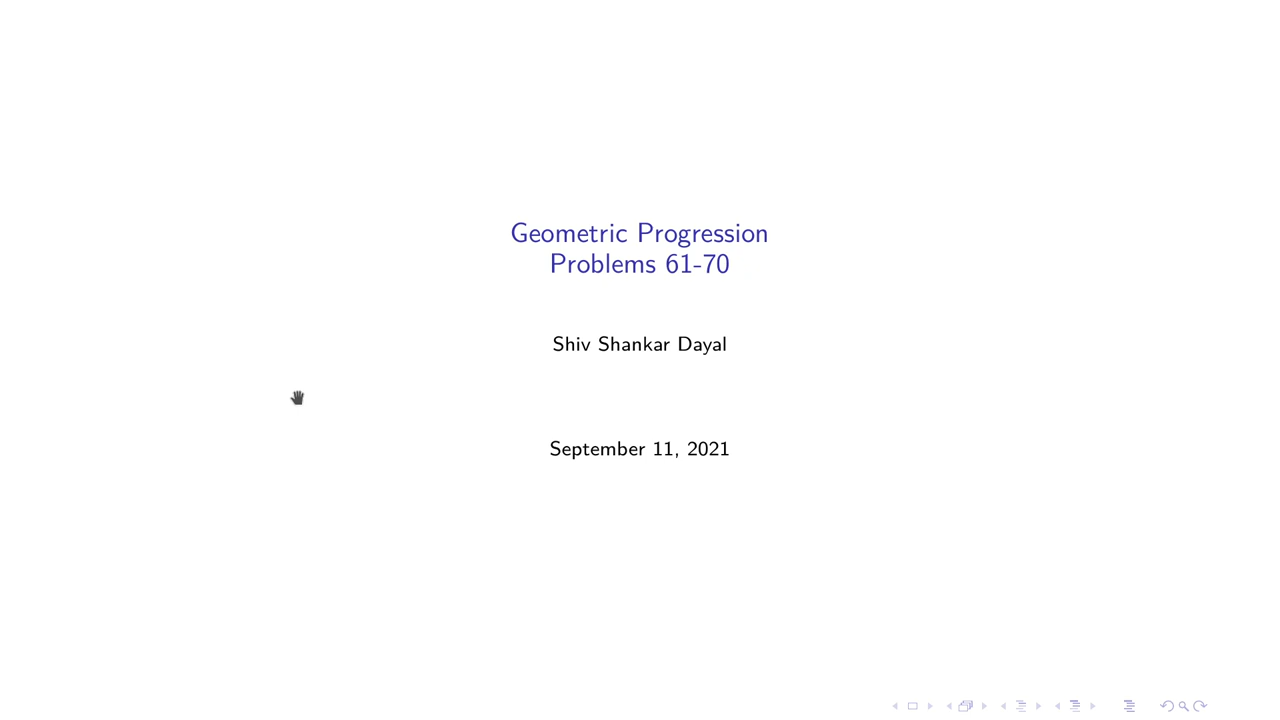 Geometric Progression
Problems 61-70
Shiv Shankar Dayal
September 11, 2021